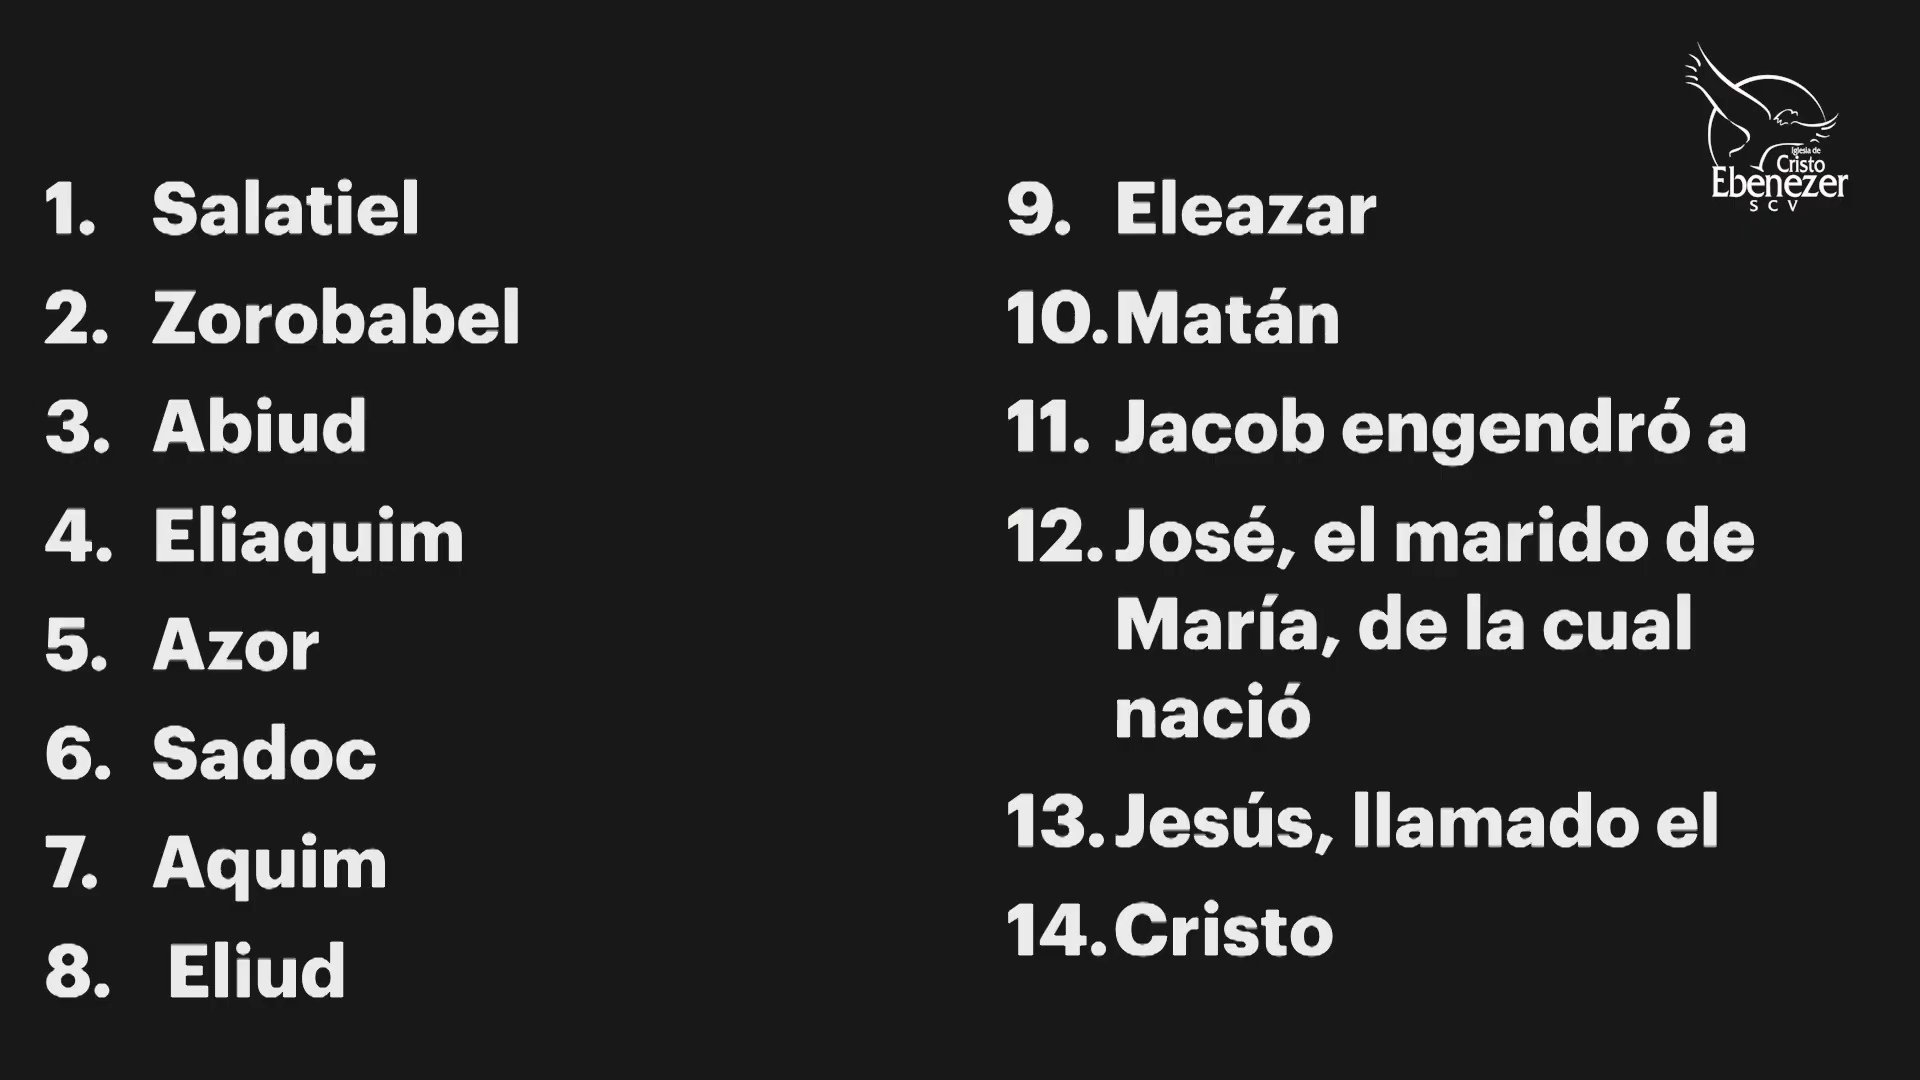 1. Salatiel
2. Zorobabel
3. Abiud
4. Eliaquim
5. Azor
6. Sadoc
7. Aquim
8. Eliud
9. Eleazar
10. Matán
11. Jacob engendró a
12. José, el marido de
María, de la cual
nació
13. Jesús, llamado el
14. Cristo
Iglesia de
Cristo
Ebenezer
SCV